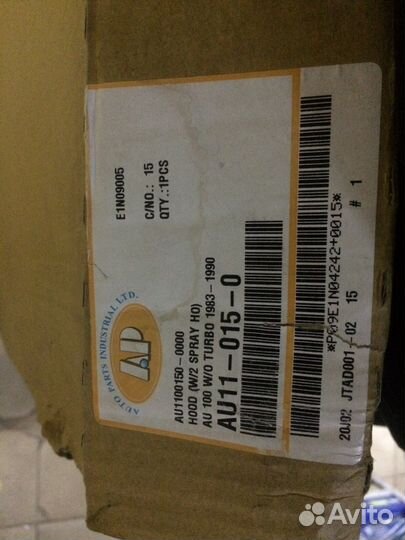 AUTO PARTS INDUSTRIAL LTD.
AP
E1N09005
C/NO.: 15
QTY.:1PCS
AU1100150-0000
HOOD (W/2 SPRAY HO)
AU 100 W/O TURBO 1983-1990
AU11-015-0
*P09E1N04242+0015*
20J02 JTAD001-02 15 # 1
Avito